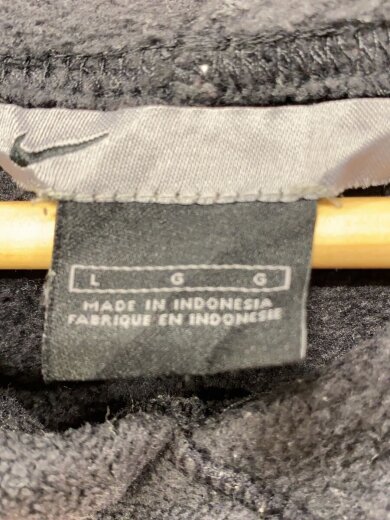 L G G
MADE IN INDONESIA
FABRIQUE EN INDONESIE